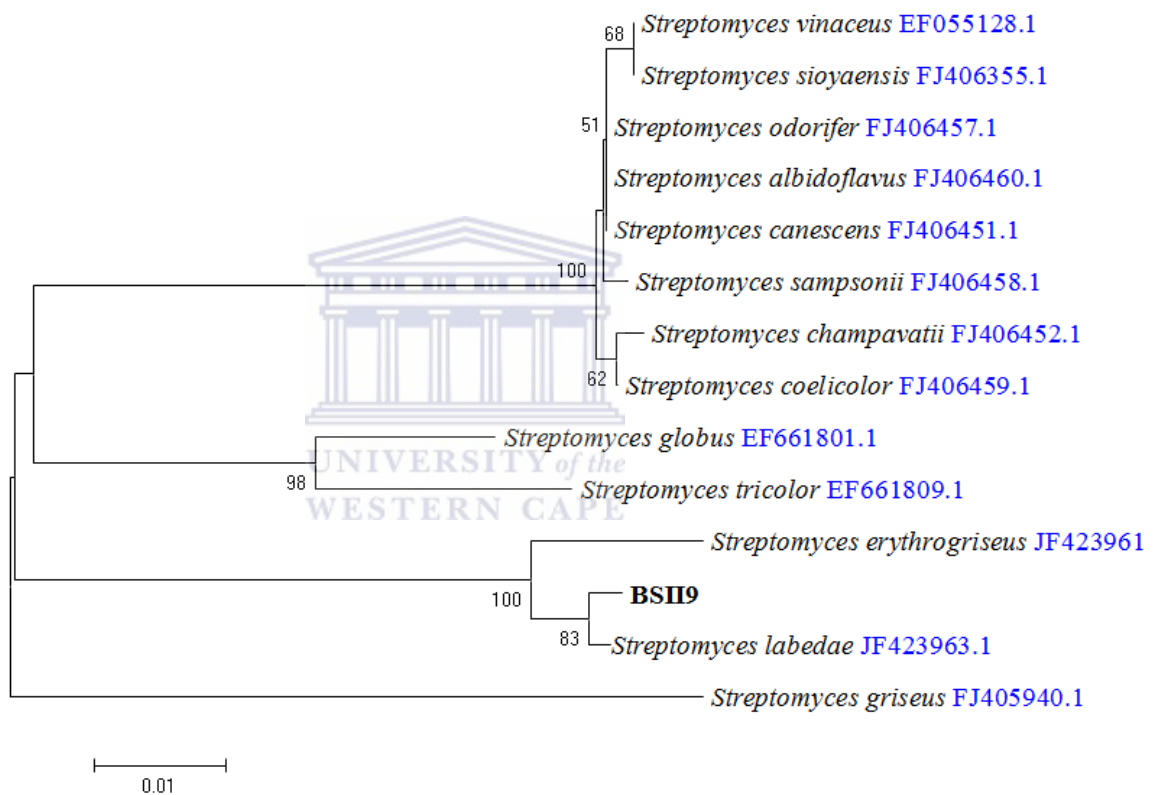 68
Streptomyces vinaceus EF055128.1
Streptomyces sioyaensis FJ406355.1
51
Streptomyces odorifer FJ406457.1
Streptomyces albidoflavus FJ406460.1
Streptomyces canescens FJ406451.1
100
Streptomyces sampsonii FJ406458.1
Streptomyces champavatii FJ406452.1
62
Streptomyces coelicolor FJ406459.1
Streptomyces globus EF661801.1
UNIVERSITY of the
98
Streptomyces tricolor EF661809.1
WESTERN CAPE
Streptomyces erythrogriseus JF423961
100
BSII9
83
Streptomyces labedae JF423963.1
Streptomyces griseus FJ405940.1
0.01